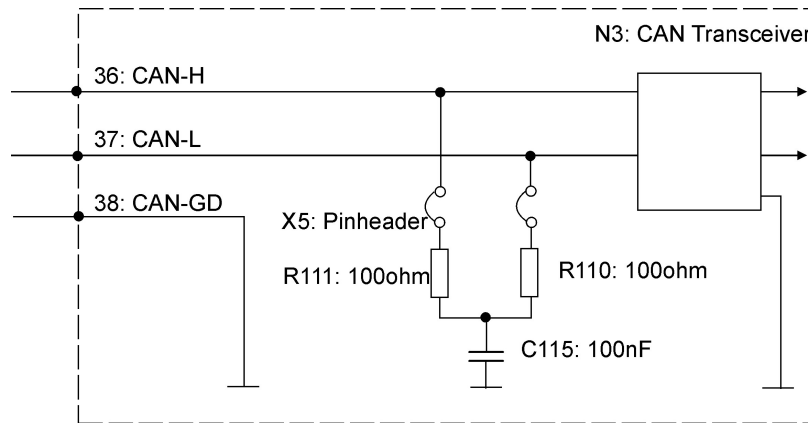 N3: CAN Transceiver
36: CAN-H
37: CAN-L
38: CAN-GD
X5: Pinheader
R111: 100ohm
R110: 100ohm
C115: 100nF